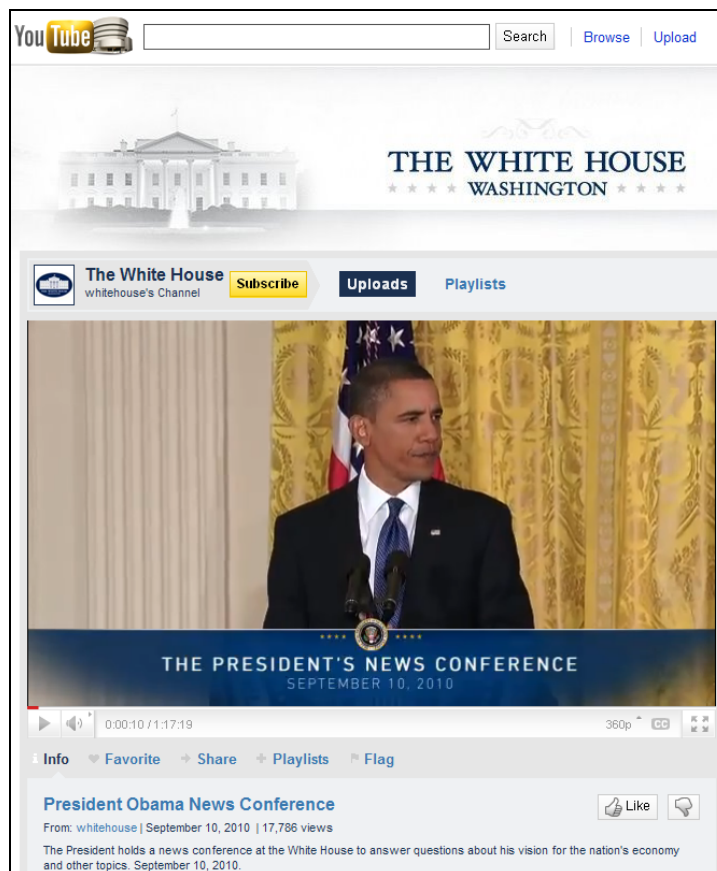 YouTube Search Browse Upload
THE WHITE HOUSE
WASHINGTON
The White House
whitehouse's Channel
Subscribe Uploads Playlists
THE PRESIDENT'S NEWS CONFERENCE
SEPTEMBER 10, 2010
0:00:10 / 1:17:19 360p CC
Info Favorite Share Playlists Flag
President Obama News Conference Like
From: whitehouse | September 10, 2010 | 17,786 views
The President holds a news conference at the White House to answer questions about his vision for the nation's economy
and other topics. September 10, 2010.